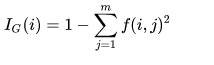 $I_G(i) = 1 - \sum_{j=1}^{m} f(i,j)^2$